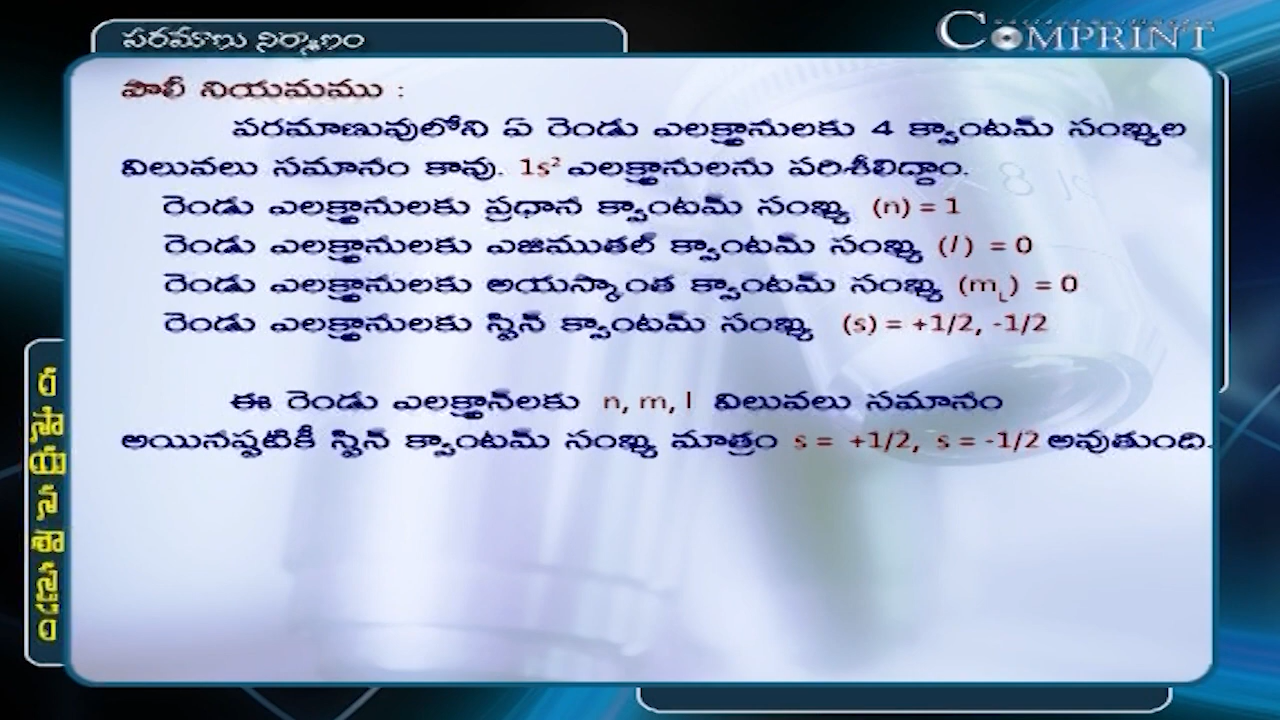 పరమాణు నిర్మాణం
COMPRINT
పౌలీ నియమము :
పరమాణువులోని ఏ రెండు ఎలక్ట్రానులకు 4 క్వాంటమ్ సంఖ్యల
విలువలు సమానం కావు. 1s² ఎలక్ట్రానులను పరిశీలిద్దాం.
రెండు ఎలక్ట్రానులకు ప్రధాన క్వాంటమ్ సంఖ్య (n) = 1
రెండు ఎలక్ట్రానులకు ఎజిముతల్ క్వాంటమ్ సంఖ్య (l) = 0
రెండు ఎలక్ట్రానులకు అయస్కాంత క్వాంటమ్ సంఖ్య (mL) = 0
రెండు ఎలక్ట్రానులకు స్పిన్ క్వాంటమ్ సంఖ్య (s) = +1/2, -1/2
ఈ రెండు ఎలక్ట్రాన్‌లకు n, m, l విలువలు సమానం
అయినప్పటికీ స్పిన్ క్వాంటమ్ సంఖ్య మాత్రం s = +1/2, s = -1/2 అవుతుంది.
రసాయన శాస్త్రం